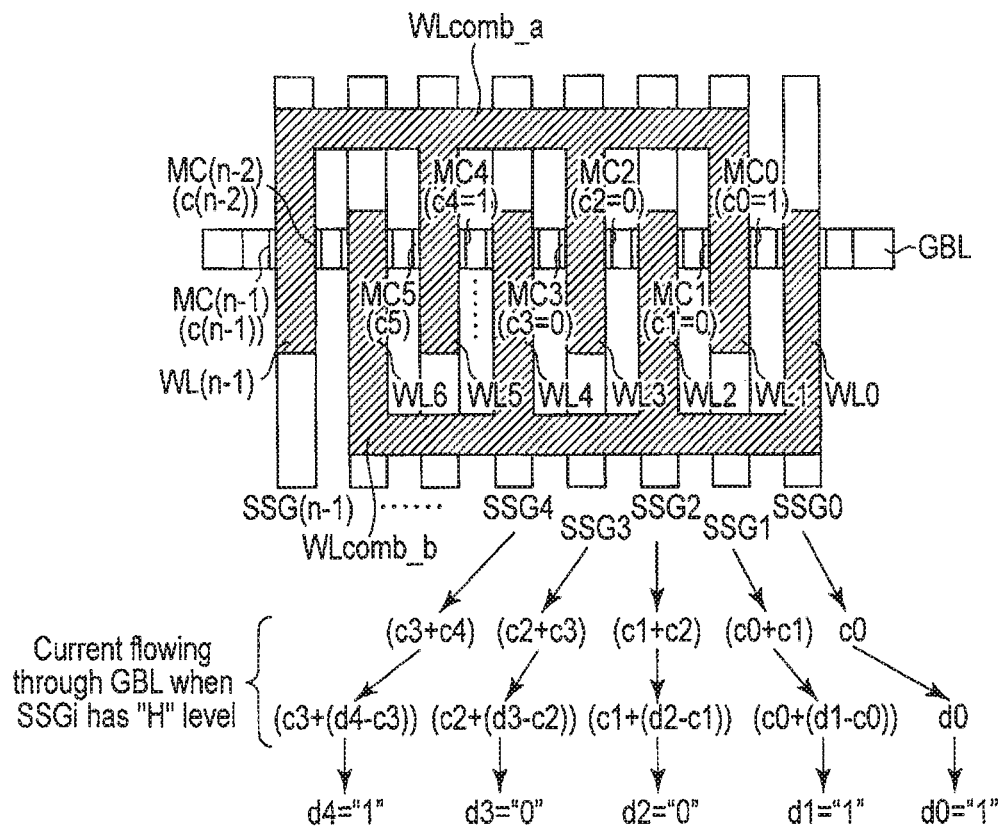 WLcomb_a
MC(n-2)
(c(n-2))
MC4
(c4=1)
MC2
(c2=0)
MC0
(c0=1)
GBL
MC(n-1)
(c(n-1))
MC5
(c5)
MC3
(c3=0)
MC1
(c1=0)
WL(n-1)
WL6
WL5
WL4
WL3
WL2
WL1
WL0
SSG(n-1)
SSG4
SSG3
SSG2
SSG1
SSG0
WLcomb_b
Current flowing
through GBL when
SSGi has "H" level
(c3+c4) (c2+c3) (c1+c2) (c0+c1) c0
(c3+(d4-c3)) (c2+(d3-c2)) (c1+(d2-c1)) (c0+(d1-c0)) d0
d4="1" d3="0" d2="0" d1="1" d0="1"